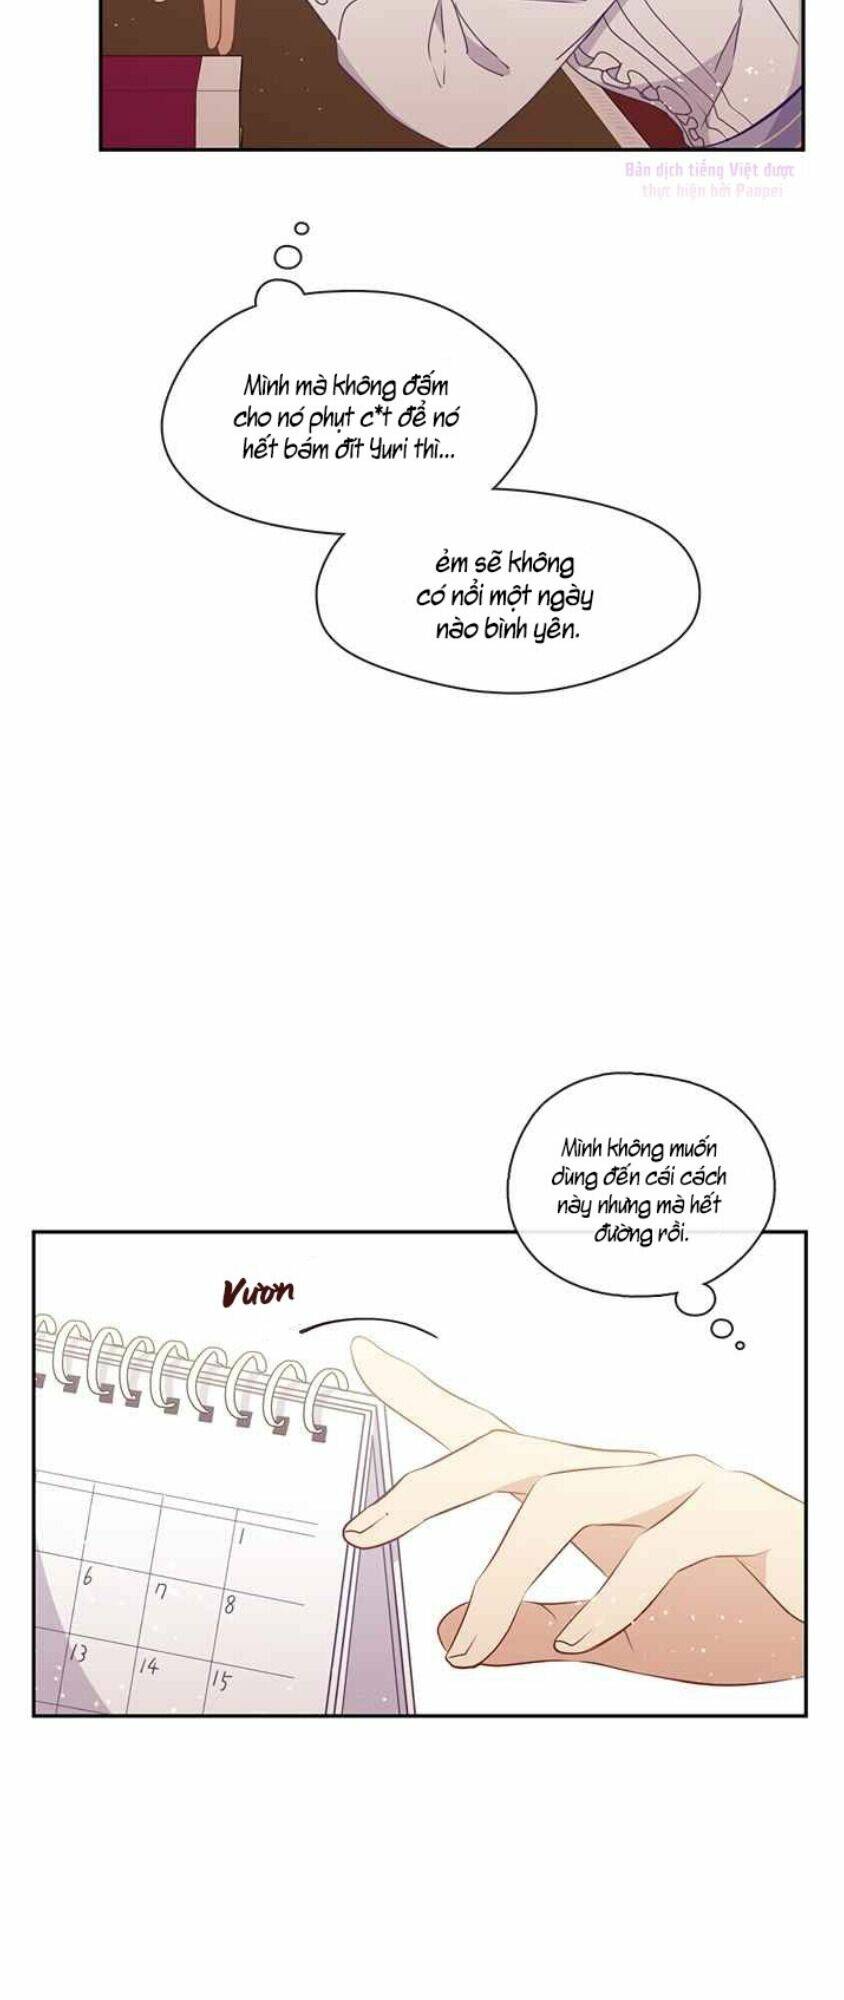 Bản dịch tiếng Việt được
thực hiện bởi Panpei
Mình mà không đấm
cho nó phụt c*t để nó
hết bám đít Yuri thì...
ẻm sẽ không
có nổi một ngày
nào bình yên.
Mình không muốn
dùng đến cái cách
này nhưng mà hết
đường rồi.
Vươn
1
6 7 8
13 14 15